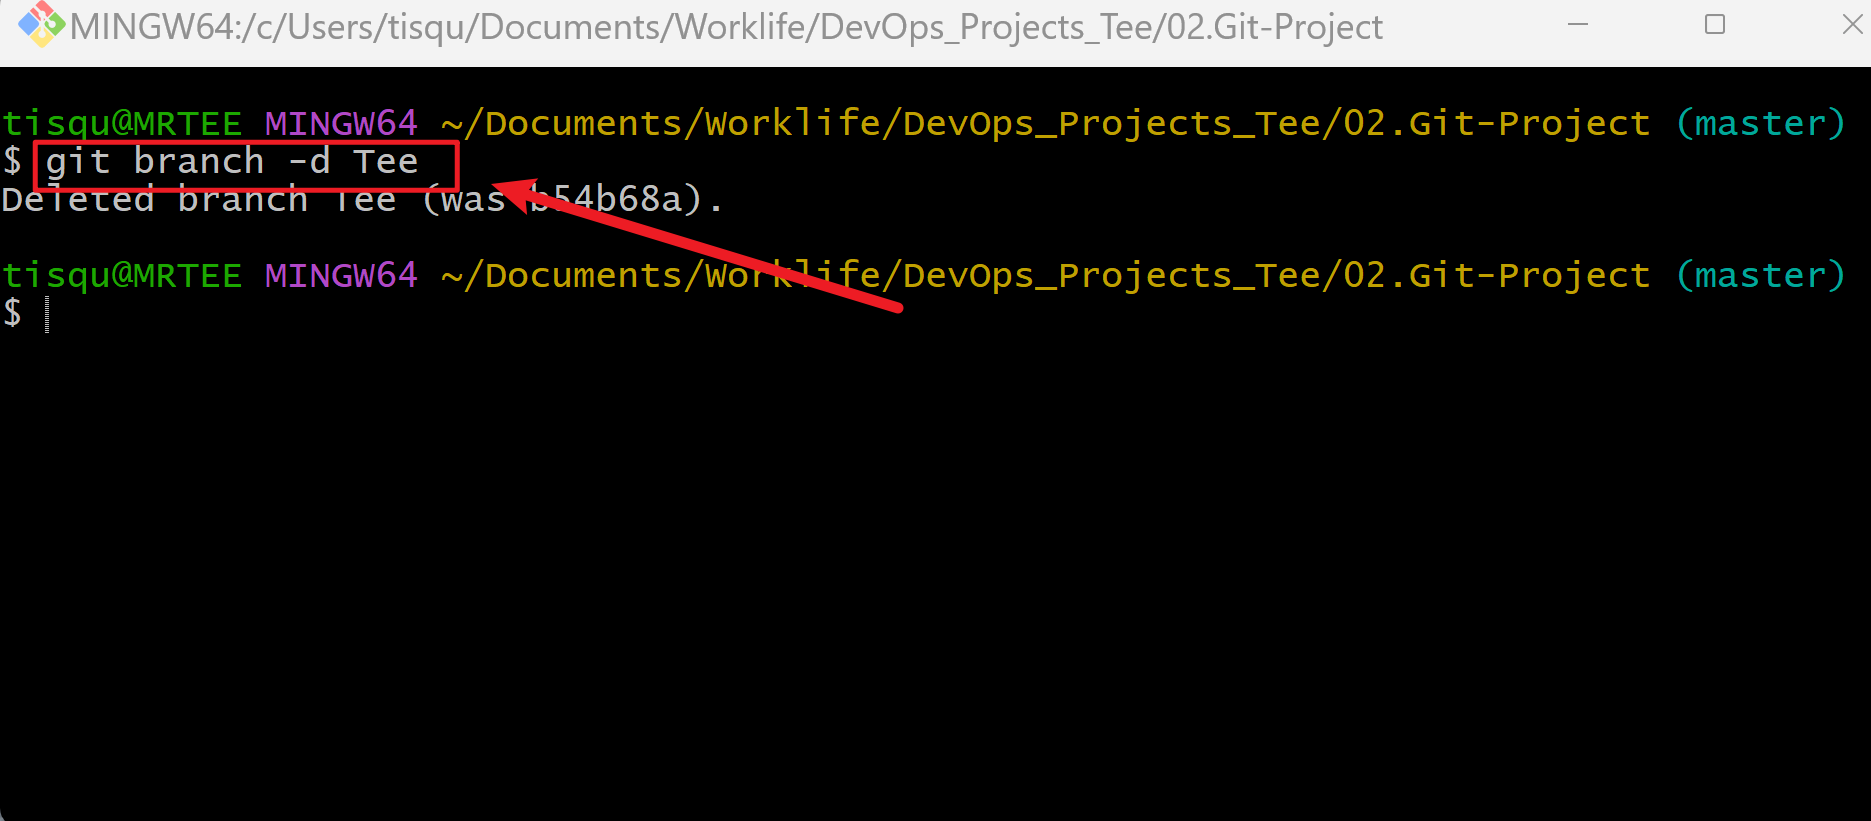 MINGW64:/c/Users/tisqu/Documents/Worklife/DevOps_Projects_Tee/02.Git-Project
tisqu@MRTEE MINGW64 ~/Documents/Worklife/DevOps_Projects_Tee/02.Git-Project (master)
$ git branch -d Tee
Deleted branch Tee (was b54b68a).
tisqu@MRTEE MINGW64 ~/Documents/Worklife/DevOps_Projects_Tee/02.Git-Project (master)
$